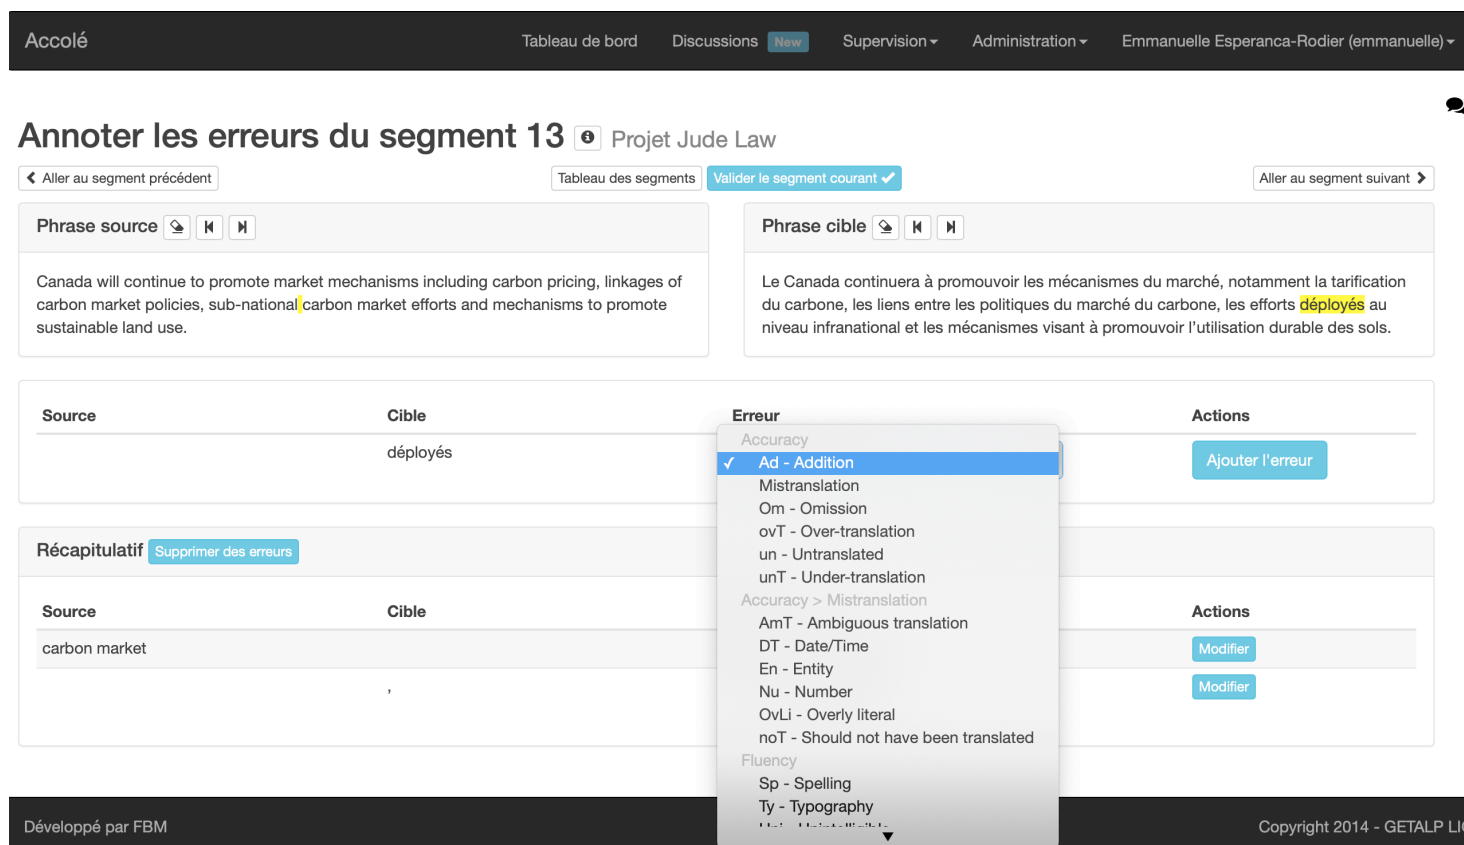 Accolé
Tableau de bord
Discussions New
Supervision
Administration
Emmanuelle Esperanca-Rodier (emmanuelle)
Annoter les erreurs du segment 13 Projet Jude Law
Aller au segment précédent
Tableau des segments
Valider le segment courant
Aller au segment suivant
Phrase source
Canada will continue to promote market mechanisms including carbon pricing, linkages of
carbon market policies, sub-national carbon market efforts and mechanisms to promote
sustainable land use.
Phrase cible
Le Canada continuera à promouvoir les mécanismes du marché, notamment la tarification
du carbone, les liens entre les politiques du marché du carbone, les efforts déployés au
niveau infranational et les mécanismes visant à promouvoir l’utilisation durable des sols.
Source Cible Erreur Actions
déployés
Ajouter l'erreur
Accuracy
✓ Ad - Addition
Mistranslation
Om - Omission
ovT - Over-translation
un - Untranslated
unT - Under-translation
Accuracy > Mistranslation
AmT - Ambiguous translation
DT - Date/Time
En - Entity
Nu - Number
OvLi - Overly literal
noT - Should not have been translated
Fluency
Sp - Spelling
Ty - Typography
Récapitulatif Supprimer des erreurs
Source Cible Actions
carbon market Modifier
, Modifier
Développé par FBM
Copyright 2014 - GETALP